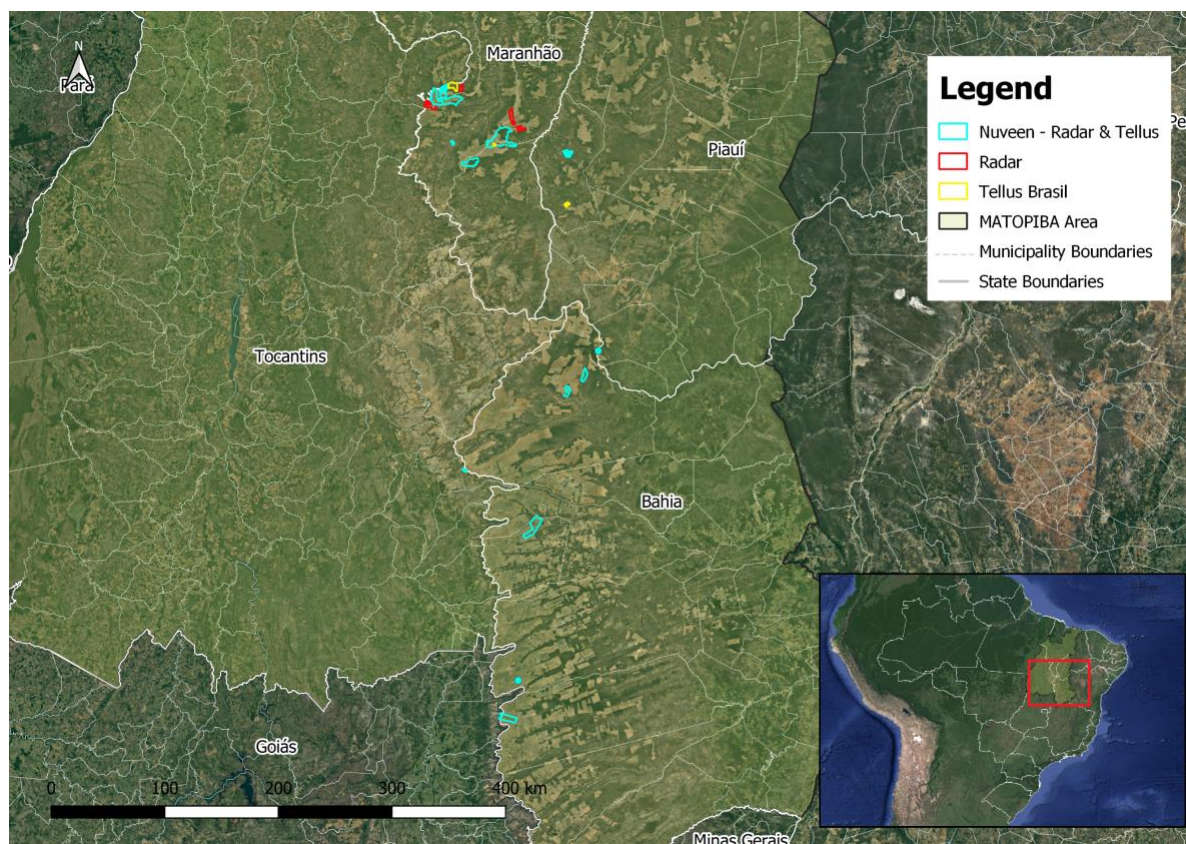 Maranhão
N
Pará
Legend
Nuveen - Radar & Tellus
Radar
Tellus Brasil
MATOPIBA Area
Municipality Boundaries
State Boundaries
Pe
Piauí
Tocantins
Bahia
Goiás
0 100 200 300 400 km
Minas Gerais